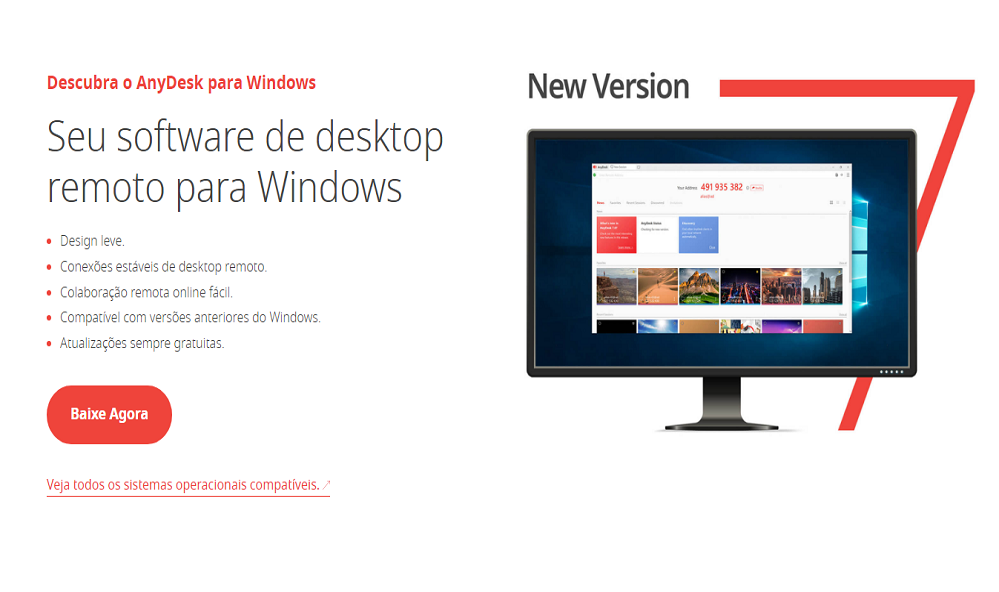 Descubra o AnyDesk para Windows
Seu software de desktop
remoto para Windows
Design leve.
Conexões estáveis de desktop remoto.
Colaboração remota online fácil.
Compatível com versões anteriores do Windows.
Atualizações sempre gratuitas.
Baixe Agora
Veja todos os sistemas operacionais compatíveis.
New Version
7
AnyDesk
Your Address
491 935 382